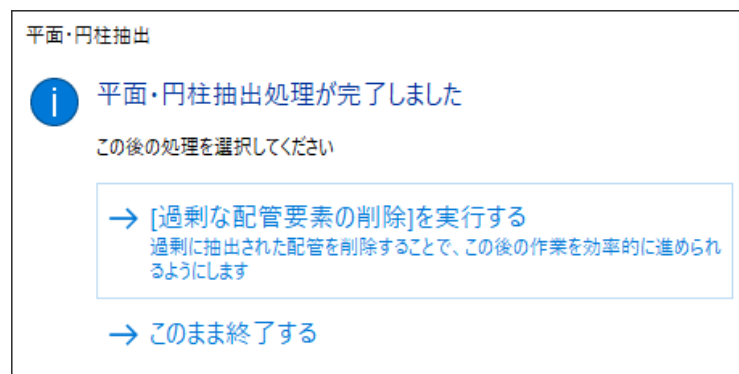 平面・円柱抽出
平面・円柱抽出処理が完了しました
この後の処理を選択してください
→ [過剰な配管要素の削除]を実行する
過剰に抽出された配管を削除することで、この後の作業を効率的に進められ
るようにします
→ このまま終了する